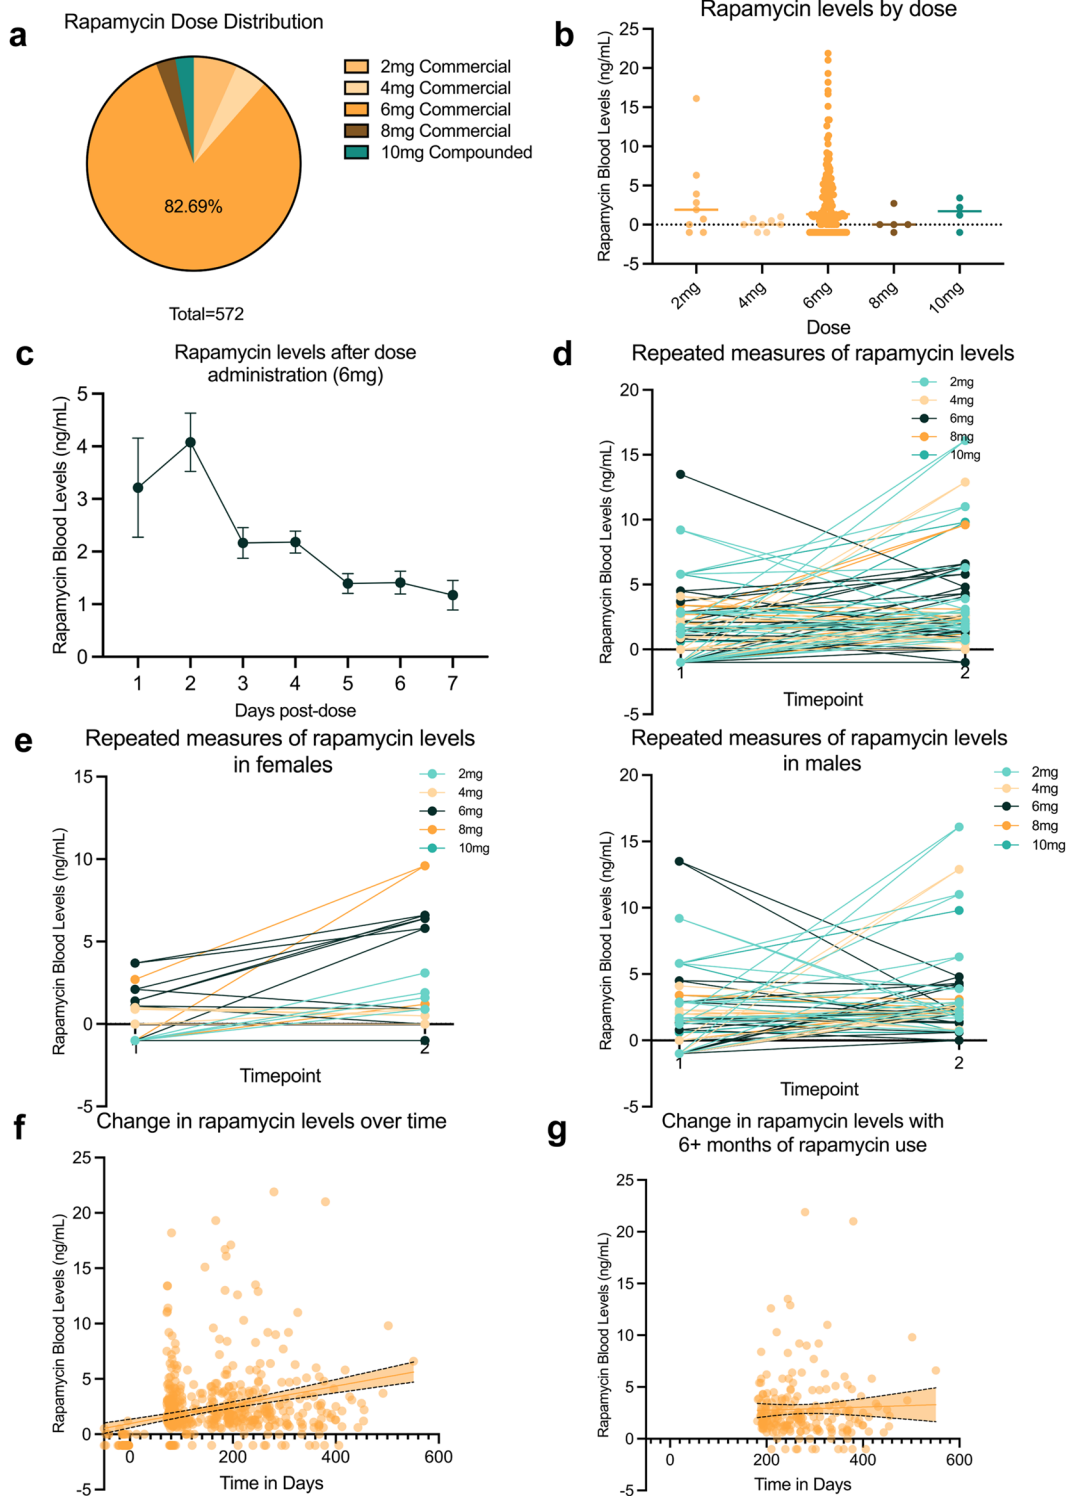 a
Rapamycin Dose Distribution
2mg Commercial
4mg Commercial
6mg Commercial
8mg Commercial
10mg Compounded
82.69%
Total=572
b
Rapamycin levels by dose
Rapamycin Blood Levels (ng/mL)
25
20
15
10
5
0
-5
2mg
4mg
6mg
8mg
10mg
Dose
c
Rapamycin levels after dose
administration (6mg)
Rapamycin Blood Levels (ng/mL)
5
4
3
2
1
0
1 2 3 4 5 6 7
Days post-dose
d
Repeated measures of rapamycin levels
Rapamycin Blood Levels (ng/mL)
20
15
10
5
0
-5
2mg
4mg
6mg
8mg
10mg
1 2
Timepoint
e
Repeated measures of rapamycin levels
in females
Rapamycin Blood Levels (ng/mL)
15
10
5
0
-5
2mg
4mg
6mg
8mg
10mg
1 2
Timepoint
Repeated measures of rapamycin levels
in males
Rapamycin Blood Levels (ng/mL)
20
15
10
5
0
-5
2mg
4mg
6mg
8mg
10mg
1 2
Timepoint
f
Change in rapamycin levels over time
Rapamycin Blood Levels (ng/mL)
25
20
15
10
5
0
-5
0 200 400 600
Time in Days
g
Change in rapamycin levels with
6+ months of rapamycin use
Rapamycin Blood Levels (ng/mL)
25
20
15
10
5
0
-5
0 200 400 600
Time in Days